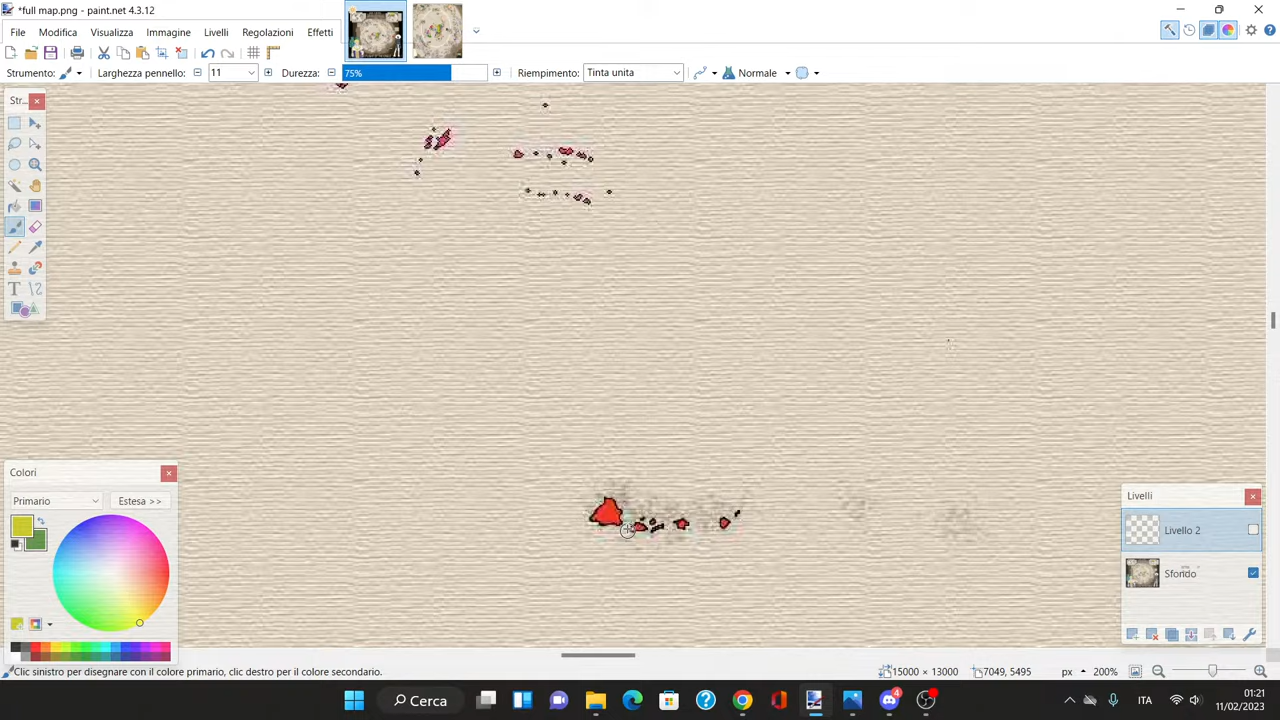 *full map.png - paint.net 4.3.12
File Modifica Visualizza Immagine Livelli Regolazioni Effetti
Strumento: Larghezza pennello: 11 Durezza: 75% Riempimento: Tinta unita Normale
Str...
Colori
Primario Estesa >>
Livelli
Livello 2
Sfondo
Clic sinistro per disegnare con il colore primario, clic destro per il colore secondario.
15000 × 13000 7049, 5495 px 200%
Cerca
4
ITA
01:21
11/02/2023